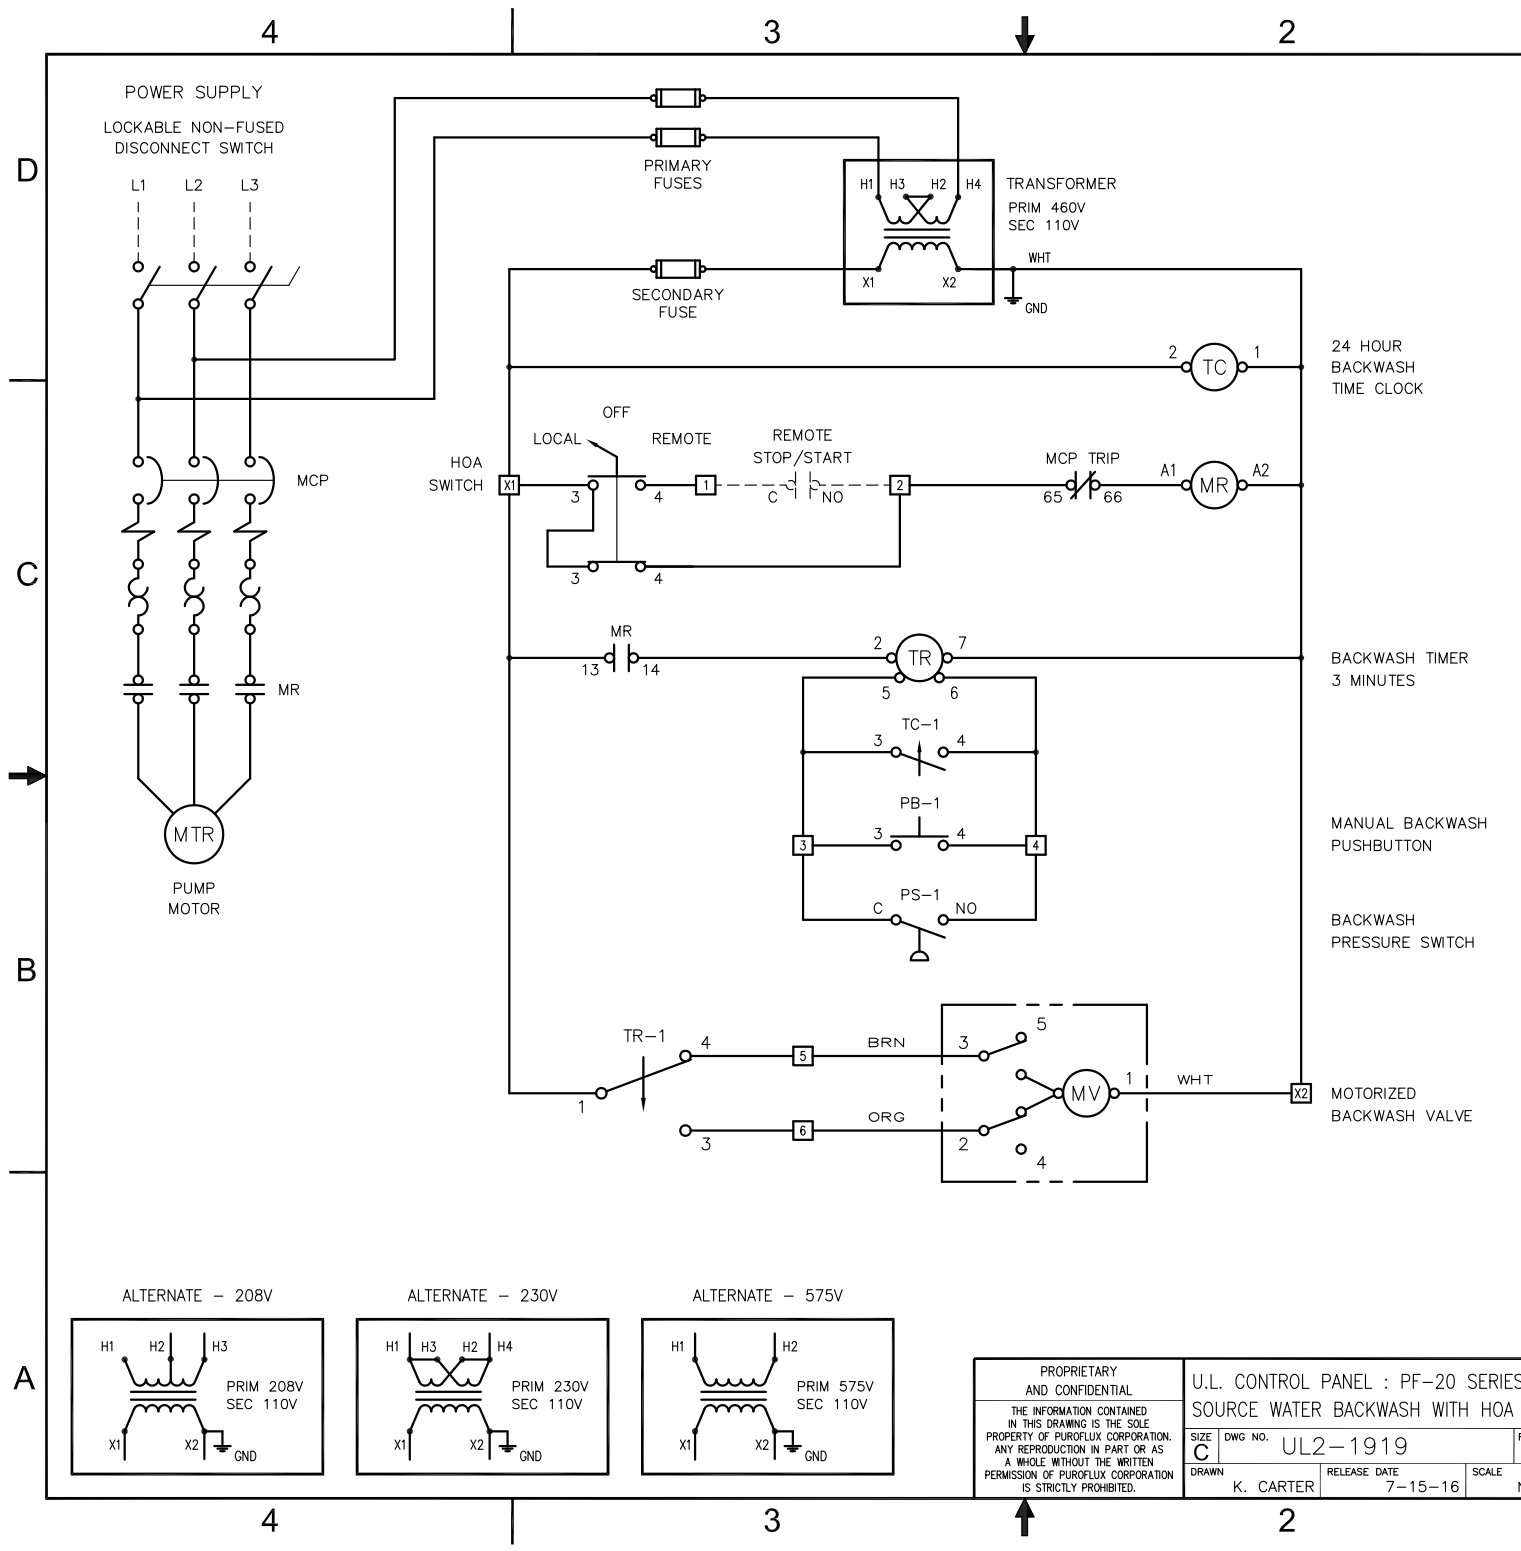 4
3
2
D
C
B
A
POWER SUPPLY
LOCKABLE NON-FUSED
DISCONNECT SWITCH
L1
L2
L3
PRIMARY
FUSES
H1
H3
H2
H4
TRANSFORMER
PRIM 460V
SEC 110V
SECONDARY
FUSE
X1
X2
WHT
GND
2
TC
1
24 HOUR
BACKWASH
TIME CLOCK
OFF
LOCAL
REMOTE
REMOTE
STOP/START
HOA
SWITCH
X1
3
4
1
C
NO
2
MCP TRIP
65
66
A1
MR
A2
3
4
MCP
MR
MTR
PUMP
MOTOR
MR
13
14
2
TR
7
5
6
BACKWASH TIMER
3 MINUTES
TC-1
3
4
PB-1
3
3
4
4
MANUAL BACKWASH
PUSHBUTTON
PS-1
C
NO
BACKWASH
PRESSURE SWITCH
TR-1
1
4
5
BRN
3
5
MV
1
WHT
X2
MOTORIZED
BACKWASH VALVE
3
6
ORG
2
4
ALTERNATE - 208V
H1
H2
H3
PRIM 208V
SEC 110V
X1
X2
GND
ALTERNATE - 230V
H1
H3
H2
H4
PRIM 230V
SEC 110V
X1
X2
GND
ALTERNATE - 575V
H1
H2
PRIM 575V
SEC 110V
X1
X2
GND
PROPRIETARY
AND CONFIDENTIAL
THE INFORMATION CONTAINED
IN THIS DRAWING IS THE SOLE
PROPERTY OF PUROFLUX CORPORATION.
ANY REPRODUCTION IN PART OR AS
A WHOLE WITHOUT THE WRITTEN
PERMISSION OF PUROFLUX CORPORATION
IS STRICTLY PROHIBITED.
U.L. CONTROL PANEL : PF-20 SERIES
SOURCE WATER BACKWASH WITH HOA
SIZE
C
DWG NO.
UL2-1919
DRAWN
K. CARTER
RELEASE DATE
7-15-16
SCALE
4
3
2